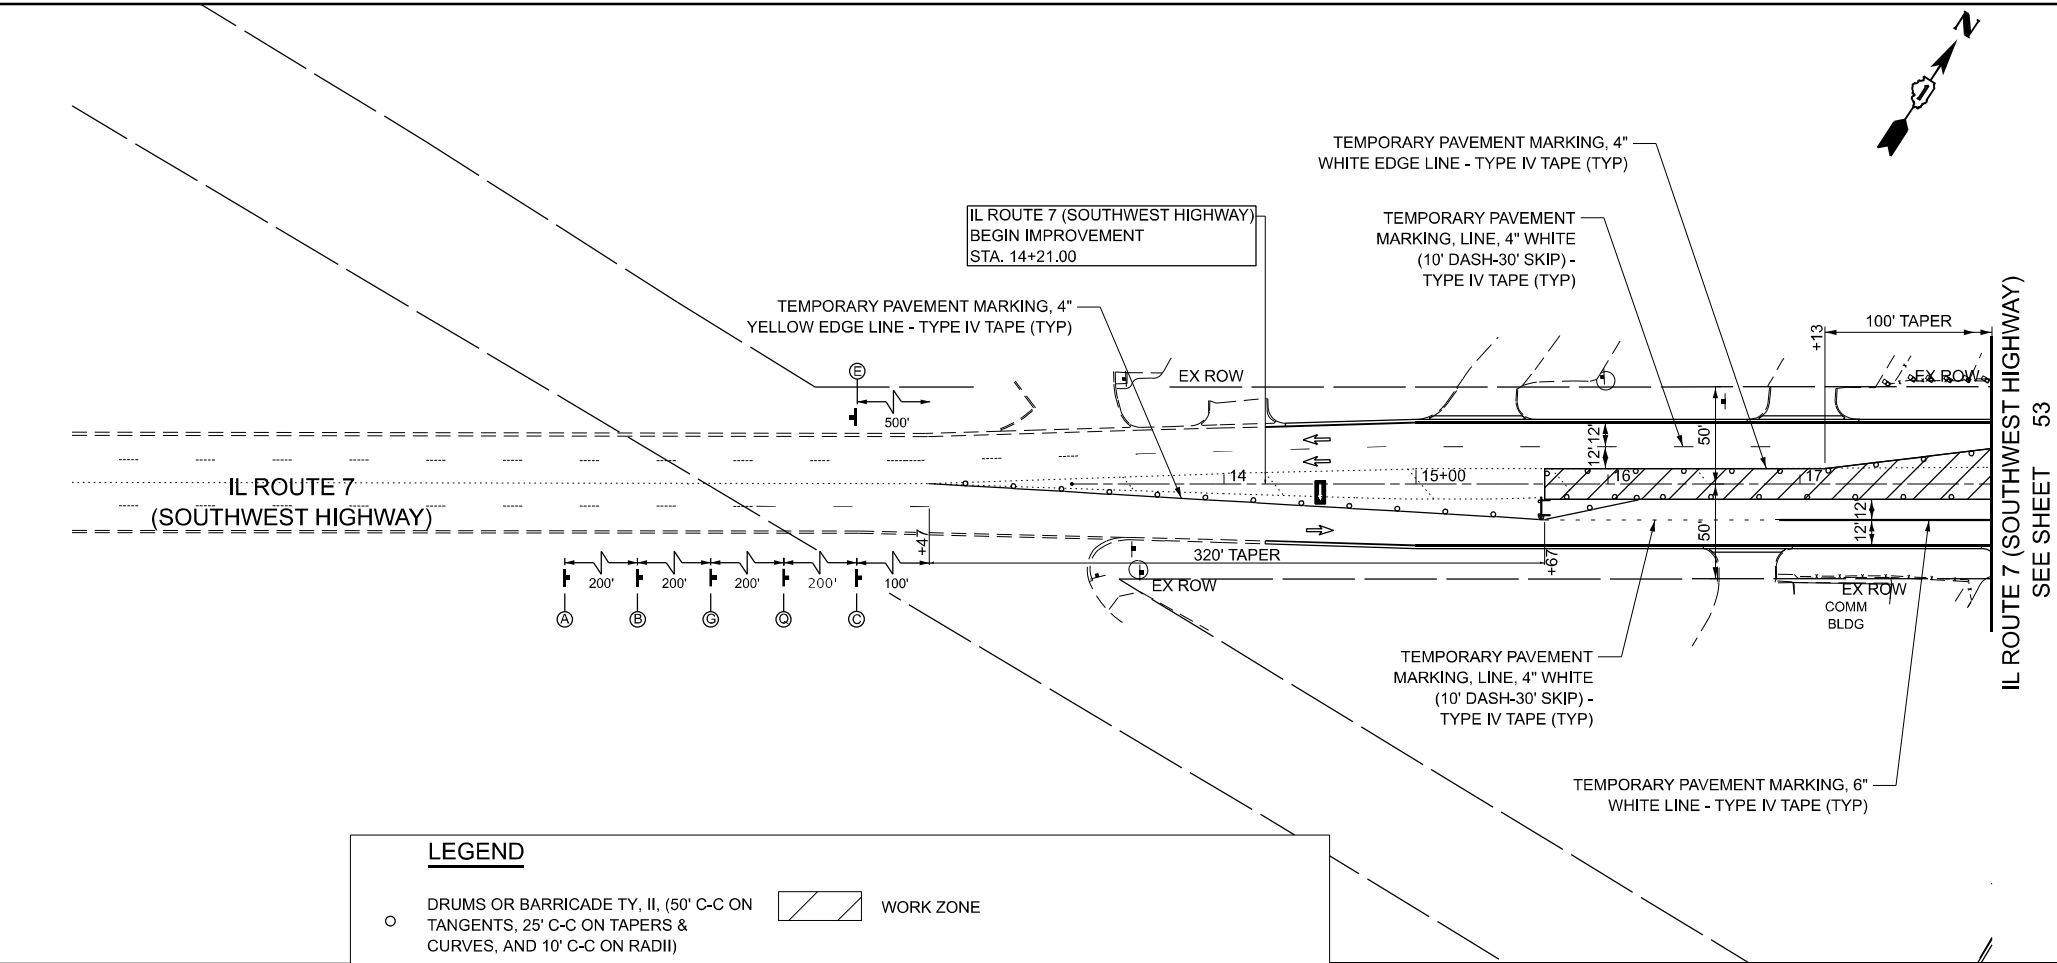 N
TEMPORARY PAVEMENT MARKING, 4"
WHITE EDGE LINE - TYPE IV TAPE (TYP)
IL ROUTE 7 (SOUTHWEST HIGHWAY)
BEGIN IMPROVEMENT
STA. 14+21.00
TEMPORARY PAVEMENT
MARKING, LINE, 4" WHITE
(10' DASH-30' SKIP) -
TYPE IV TAPE (TYP)
TEMPORARY PAVEMENT MARKING, 4"
YELLOW EDGE LINE - TYPE IV TAPE (TYP)
+13
100' TAPER
E
500'
EX ROW
EX ROW
12'
12'
50'
14
15+00
16
17
IL ROUTE 7
(SOUTHWEST HIGHWAY)
+47
320' TAPER
+67
50'
12'
12'
200'
200'
200'
200'
100'
A
B
G
Q
C
EX ROW
EX ROW
COMM
BLDG
IL ROUTE 7 (SOUTHWEST HIGHWAY)
SEE SHEET 53
TEMPORARY PAVEMENT
MARKING, LINE, 4" WHITE
(10' DASH-30' SKIP) -
TYPE IV TAPE (TYP)
TEMPORARY PAVEMENT MARKING, 6"
WHITE LINE - TYPE IV TAPE (TYP)
LEGEND
DRUMS OR BARRICADE TY, II, (50' C-C ON
TANGENTS, 25' C-C ON TAPERS &
CURVES, AND 10' C-C ON RADII)
WORK ZONE